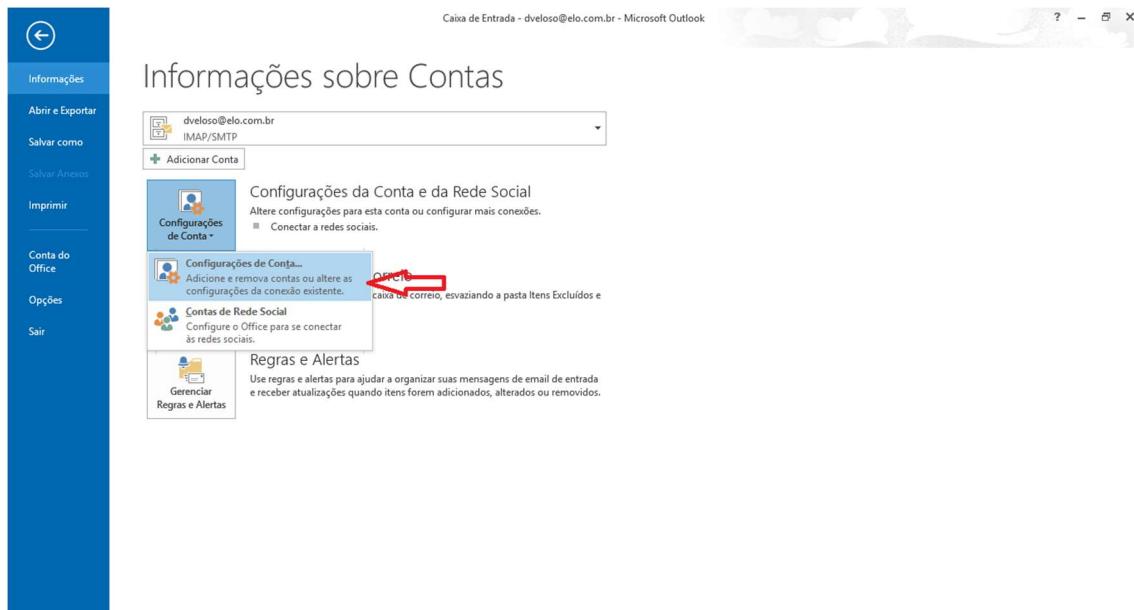 Caixa de Entrada - dveloso@elo.com.br - Microsoft Outlook
?
Informações
Abrir e Exportar
Salvar como
Salvar Anexos
Imprimir
Conta do
Office
Opções
Sair
Informações sobre Contas
dveloso@elo.com.br
IMAP/SMTP
Adicionar Conta
Configurações
de Conta
Configurações da Conta e da Rede Social
Altere configurações para esta conta ou configurar mais conexões.
Conectar a redes sociais.
Configurações de Conta...
Adicione e remova contas ou altere as
configurações da conexão existente.
Contas de Rede Social
Configure o Office para se conectar
às redes sociais.
caixa de correio, esvaziando a pasta Itens Excluídos e
Gerenciar
Regras e Alertas
Regras e Alertas
Use regras e alertas para ajudar a organizar suas mensagens de email de entrada
e receber atualizações quando itens forem adicionados, alterados ou removidos.